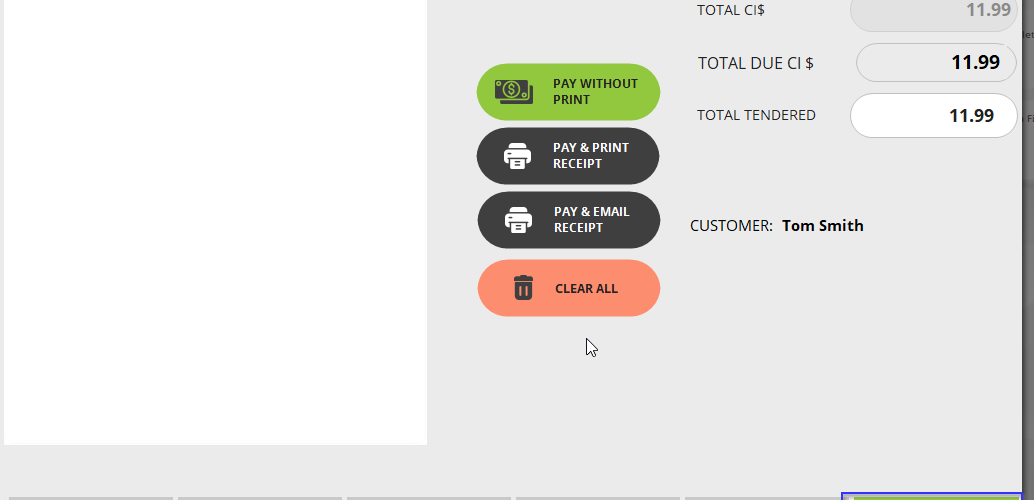 TOTAL CI$ 11.99
TOTAL DUE CI $ 11.99
PAY WITHOUT
PRINT
TOTAL TENDERED 11.99
PAY & PRINT
RECEIPT
PAY & EMAIL
RECEIPT
CUSTOMER: Tom Smith
CLEAR ALL